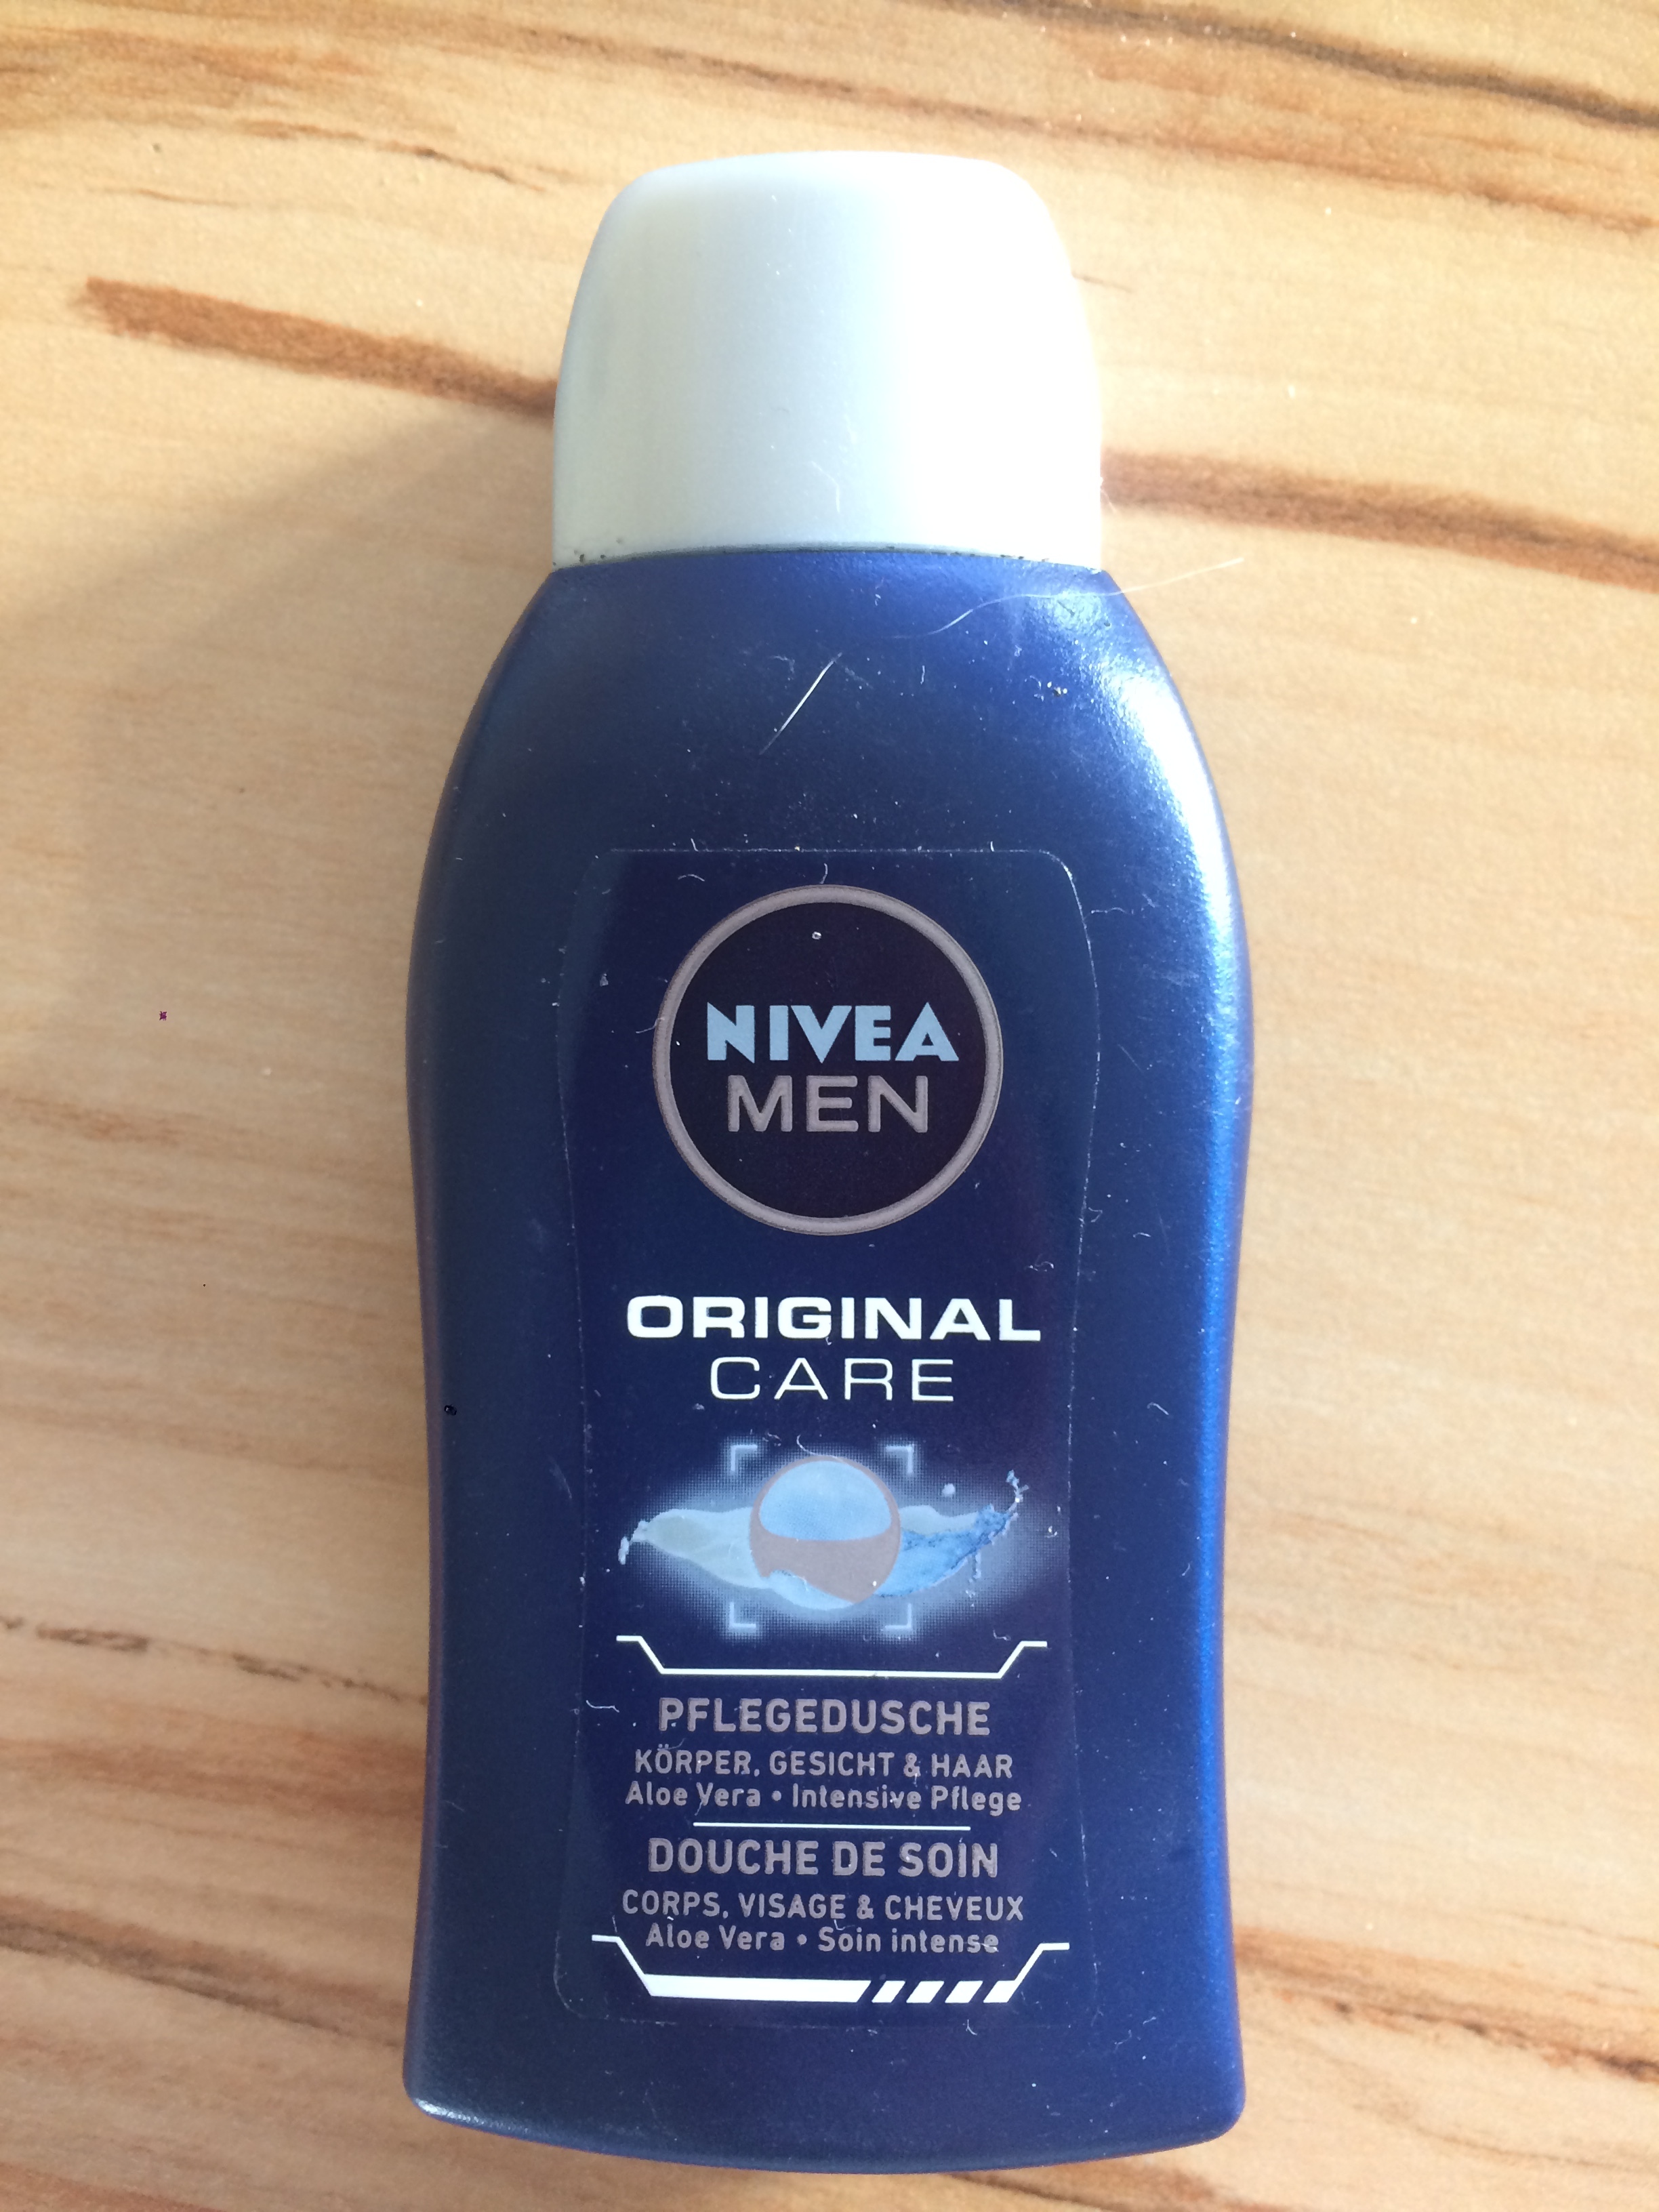 NIVEA
MEN
ORIGINAL
CARE
PFLEGEDUSCHE
KÖRPER, GESICHT & HAAR
Aloe Vera • Intensive Pflege
DOUCHE DE SOIN
CORPS, VISAGE & CHEVEUX
Aloe Vera • Soin intense